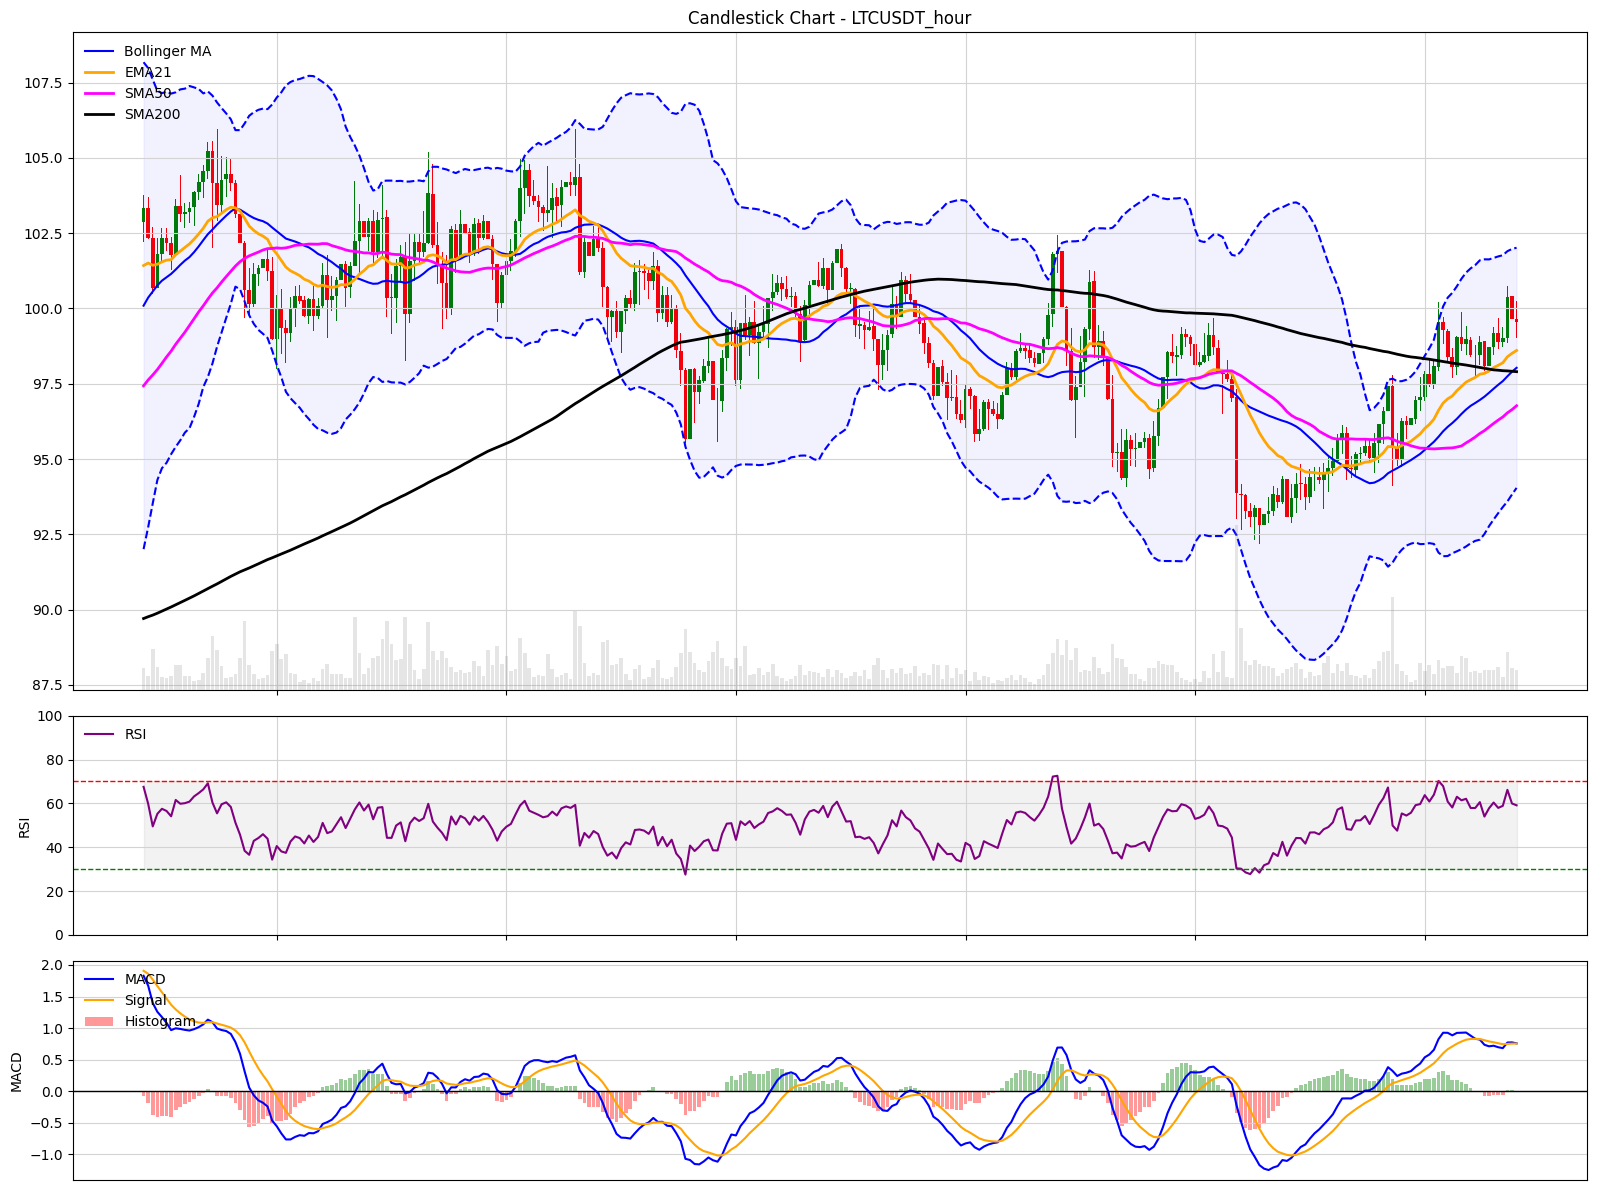 Candlestick Chart - LTCUSDT_hour
Bollinger MA
EMA21
SMA50
SMA200
107.5
105.0
102.5
100.0
97.5
95.0
92.5
90.0
87.5
RSI
100
80
60
40
20
0
RSI
MACD
Signal
Histogram
2.0
1.5
1.0
0.5
0.0
−0.5
−1.0
MACD